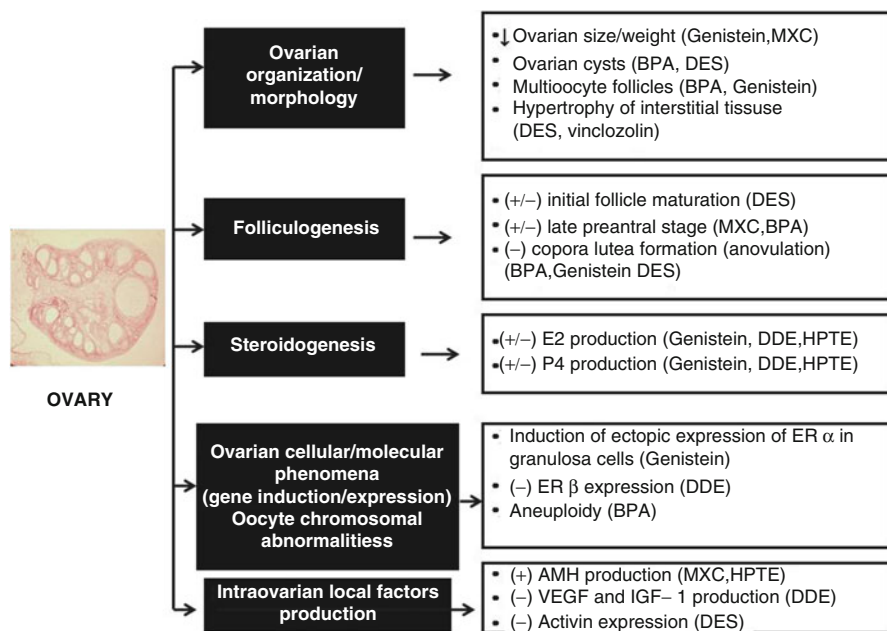 Ovarian
organization/
morphology
• ↓ Ovarian size/weight (Genistein,MXC)
• Ovarian cysts (BPA, DES)
• Multioocyte follicles (BPA, Genistein)
• Hypertrophy of interstitial tissuse
(DES, vinclozolin)
Folliculogenesis
• (+/−) initial follicle maturation (DES)
• (+/−) late preantral stage (MXC,BPA)
• (−) copora lutea formation (anovulation)
(BPA,Genistein DES)
Steroidogenesis
•(+/−) E2 production (Genistein, DDE,HPTE)
•(+/−) P4 production (Genistein, DDE,HPTE)
OVARY
Ovarian cellular/molecular
phenomena
(gene induction/expression)
Oocyte chromosomal
abnormalitiess
• Induction of ectopic expression of ER α in
granulosa cells (Genistein)
• (−) ER β expression (DDE)
• Aneuploidy (BPA)
Intraovarian local factors
production
• (+) AMH production (MXC,HPTE)
• (−) VEGF and IGF− 1 production (DDE)
• (−) Activin expression (DES)